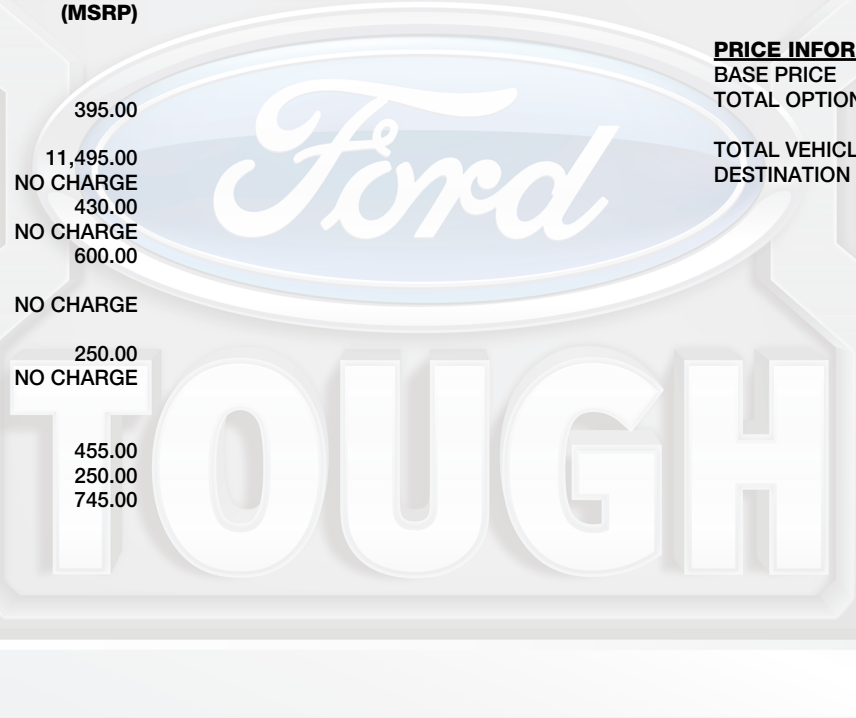 (MSRP)
395.00
11,495.00
NO CHARGE
430.00
NO CHARGE
600.00
NO CHARGE
250.00
NO CHARGE
455.00
250.00
745.00
PRICE INFOR
BASE PRICE
TOTAL OPTION
TOTAL VEHICL
DESTINATION
Ford
TOUGH